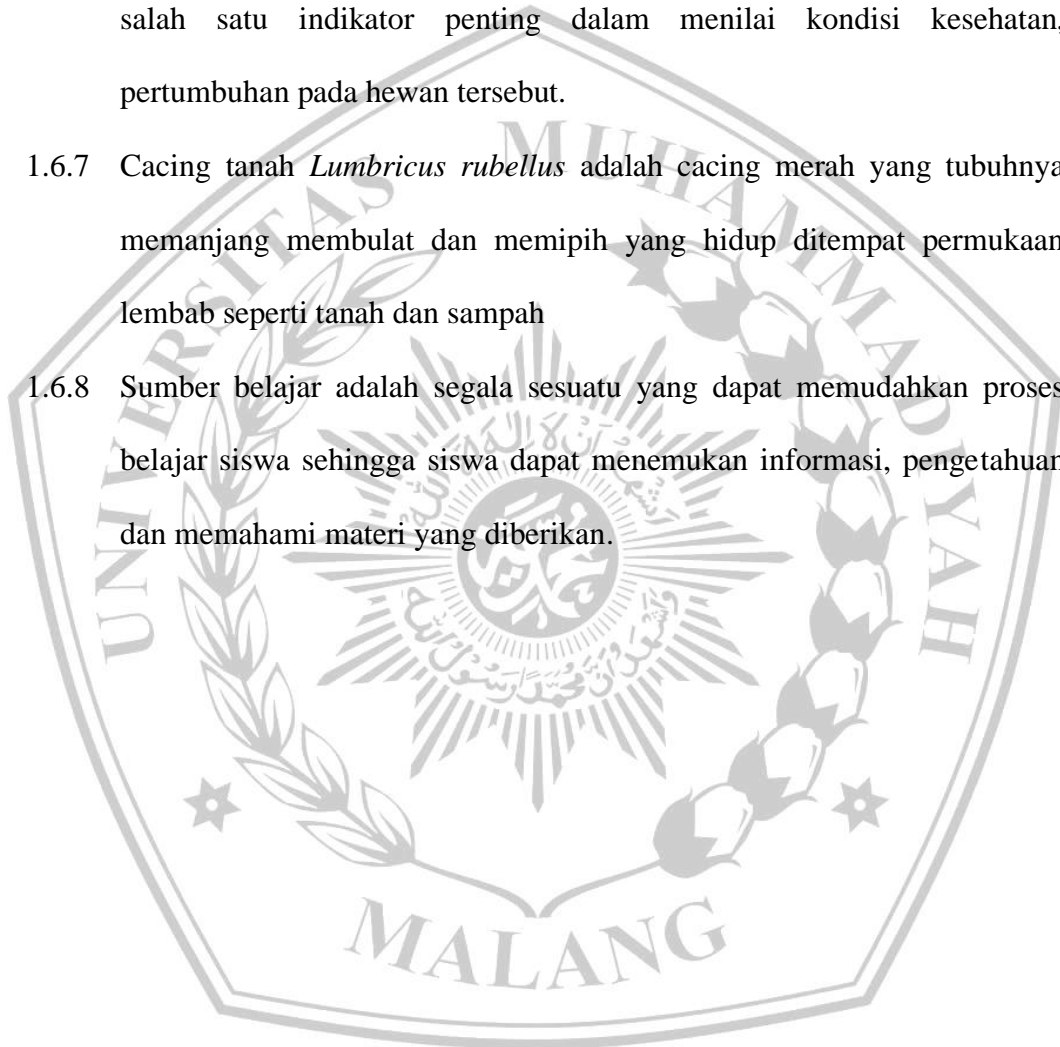 salah satu indikator penting dalam menilai kondisi kesehatan,
pertumbuhan pada hewan tersebut.
1.6.7 Cacing tanah Lumbricus rubellus adalah cacing merah yang tubuhnya
memanjang membulat dan memipih yang hidup ditempat permukaan
lembab seperti tanah dan sampah
1.6.8 Sumber belajar adalah segala sesuatu yang dapat memudahkan proses
belajar siswa sehingga siswa dapat menemukan informasi, pengetahuan
dan memahami materi yang diberikan.
UNIVERSITAS MUHAMMADIYAH
MALANG